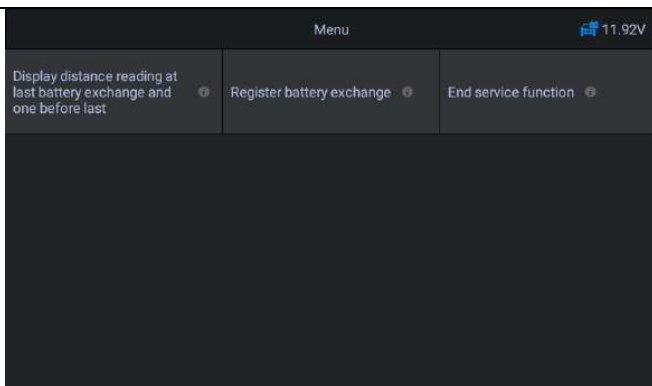 Menu
11.92V
Display distance reading at
last battery exchange and
one before last
Register battery exchange
End service function